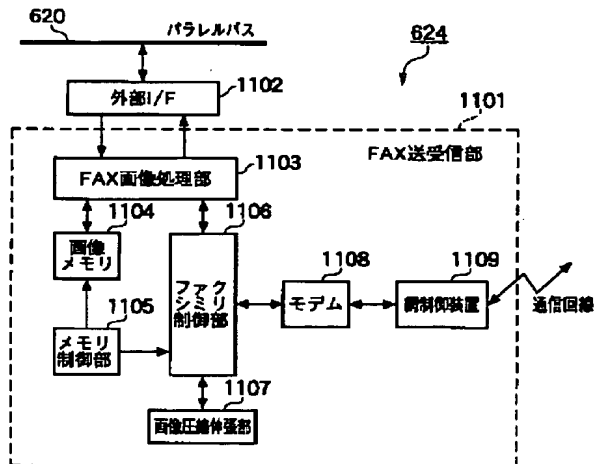 620
パラレルバス
624
外部I/F
1102
1101
FAX送受信部
1103
FAX画像処理部
1104
1106
画像
メモリ
1108
1109
ファク
シミリ
制御部
モデム
網制御装置
通信回線
1105
メモリ
制御部
1107
画像圧縮伸張部